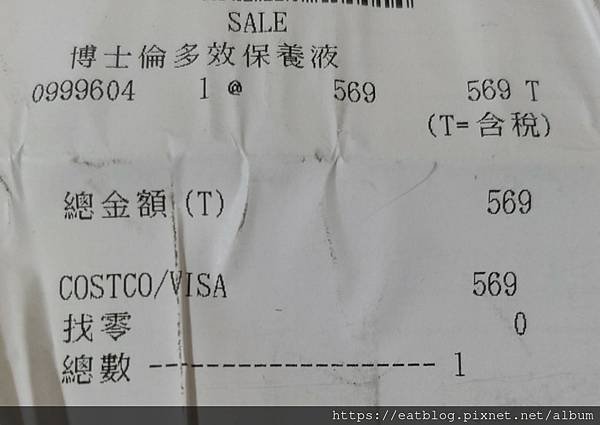 SALE
博士倫多效保養液
0999604 1 @ 569 569 T
(T=含稅)
總金額(T) 569
COSTCO/VISA 569
找零 0
總數 ------------------- 1
https://eatblog.pixnet.net/album